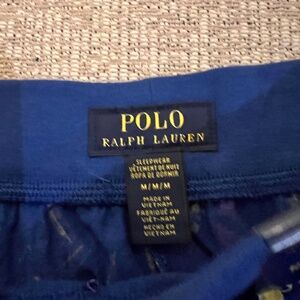 POLO
RALPH LAUREN
SLEEPWEAR
VÊTEMENT DE NUIT
ROPA DE DORMIR
M/M/M
MADE IN
VIETNAM
FABRIQUÉ AU
VIÊT-NAM
HECHO EN
VIETNAM